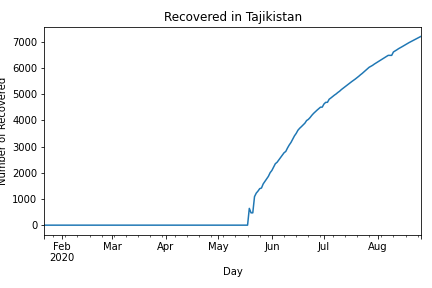 Recovered in Tajikistan
Number of Recovered
7000
6000
5000
4000
3000
2000
1000
0
Feb Mar Apr May Jun Jul Aug
2020
Day